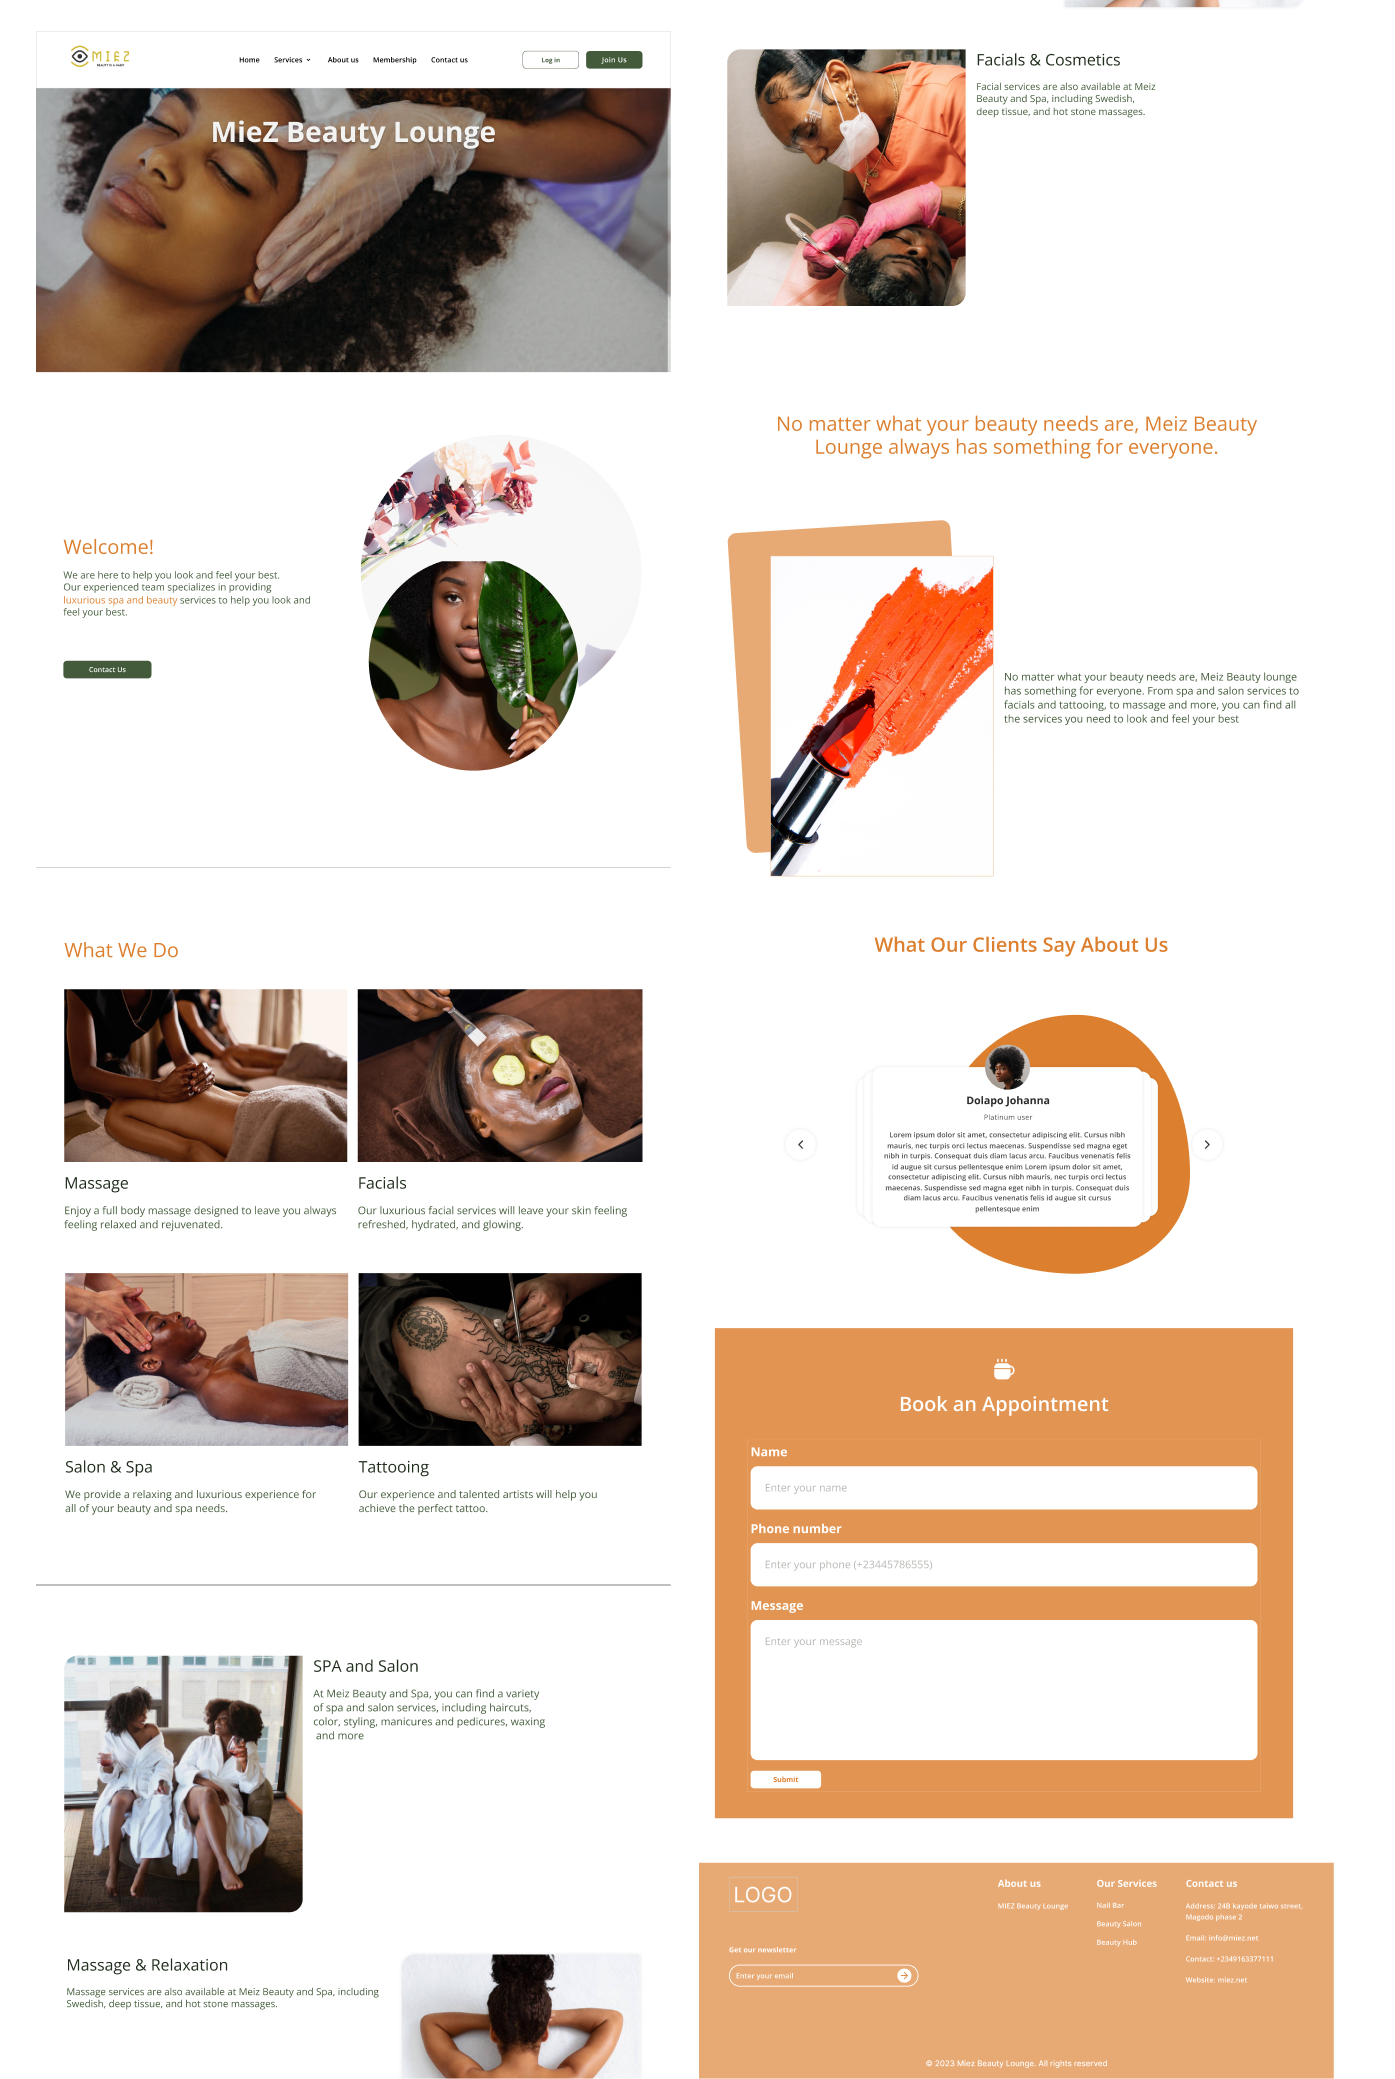 MIEZ
BEAUTY IS A HABIT
Home
Services
About us
Membership
Contact us
Log in
Join Us
MieZ Beauty Lounge
Welcome!
We are here to help you look and feel your best.
Our experienced team specializes in providing
luxurious spa and beauty services to help you look and
feel your best.
Contact Us
What We Do
Massage
Enjoy a full body massage designed to leave you always
feeling relaxed and rejuvenated.
Facials
Our luxurious facial services will leave your skin feeling
refreshed, hydrated, and glowing.
Salon & Spa
We provide a relaxing and luxurious experience for
all of your beauty and spa needs.
Tattooing
Our experience and talented artists will help you
achieve the perfect tattoo.
SPA and Salon
At Meiz Beauty and Spa, you can find a variety
of spa and salon services, including haircuts,
color, styling, manicures and pedicures, waxing
and more
Massage & Relaxation
Massage services are also available at Meiz Beauty and Spa, including
Swedish, deep tissue, and hot stone massages.
Facials & Cosmetics
Facial services are also available at Meiz
Beauty and Spa, including Swedish,
deep tissue, and hot stone massages.
No matter what your beauty needs are, Meiz Beauty
Lounge always has something for everyone.
No matter what your beauty needs are, Meiz Beauty lounge
has something for everyone. From spa and salon services to
facials and tattooing, to massage and more, you can find all
the services you need to look and feel your best
What Our Clients Say About Us
Dolapo Johanna
Platinum user
Lorem ipsum dolor sit amet, consectetur adipiscing elit. Cursus nibh
mauris, nec turpis orci lectus maecenas. Suspendisse sed magna eget
nibh in turpis. Consequat duis diam lacus arcu. Faucibus venenatis felis
id augue sit cursus pellentesque enim Lorem ipsum dolor sit amet,
consectetur adipiscing elit. Cursus nibh mauris, nec turpis orci lectus
maecenas. Suspendisse sed magna eget nibh in turpis. Consequat duis
diam lacus arcu. Faucibus venenatis felis id augue sit cursus
pellentesque enim
Book an Appointment
Name
Enter your name
Phone number
Enter your phone (+23445786555)
Message
Enter your message
Submit
LOGO
Get our newsletter
Enter your email
About us
MIEZ Beauty Lounge
Our Services
Nail Bar
Beauty Salon
Beauty Hub
Contact us
Address: 24B kayode taiwo street,
Magodo phase 2
Email: info@miez.net
Contact: +2349163377111
Website: miez.net
© 2023 Miez Beauty Lounge. All rights reserved